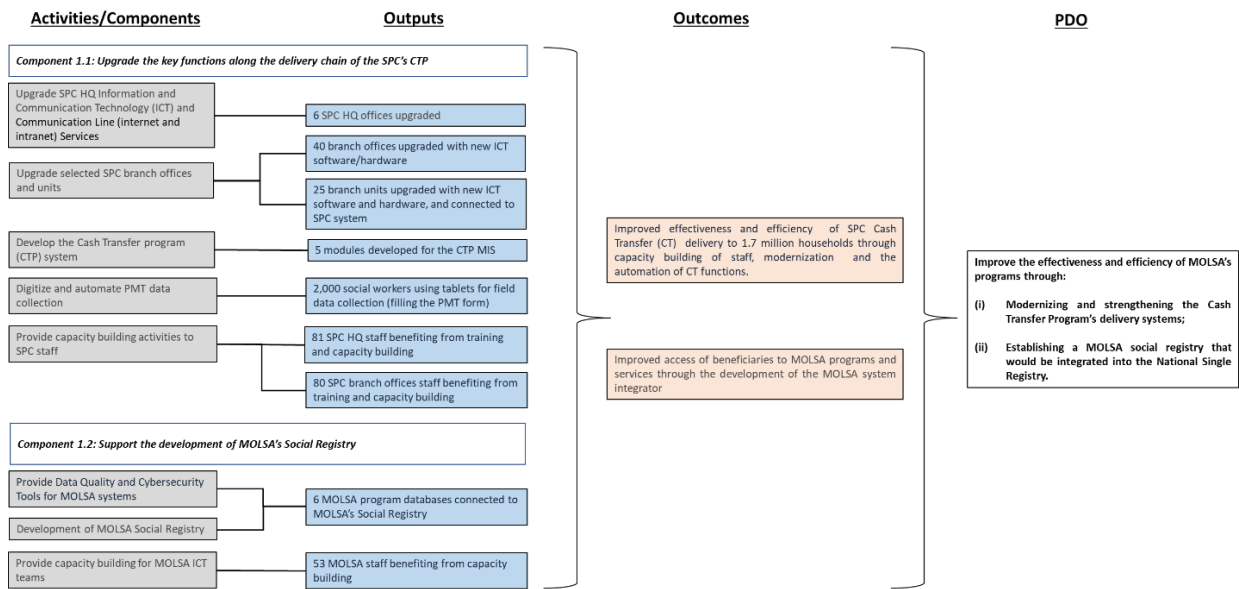 Activities/Components
Outputs
Outcomes
PDO
Component 1.1: Upgrade the key functions along the delivery chain of the SPC's CTP
Upgrade SPC HQ Information and
Communication Technology (ICT) and
Communication Line (internet and
intranet) Services
6 SPC HQ offices upgraded
Upgrade selected SPC branch offices
and units
40 branch offices upgraded with new ICT
software/hardware
25 branch units upgraded with new ICT
software and hardware, and connected to
SPC system
Develop the Cash Transfer program
(CTP) system
5 modules developed for the CTP MIS
Digitize and automate PMT data
collection
2,000 social workers using tablets for field
data collection (filling the PMT form)
Provide capacity building activities to
SPC staff
81 SPC HQ staff benefiting from training
and capacity building
80 SPC branch offices staff benefiting from
training and capacity building
Component 1.2: Support the development of MOLSA's Social Registry
Provide Data Quality and Cybersecurity
Tools for MOLSA systems
Development of MOLSA Social Registry
6 MOLSA program databases connected to
MOLSA's Social Registry
Provide capacity building for MOLSA ICT
teams
53 MOLSA staff benefiting from capacity
building
Improved effectiveness and efficiency of SPC Cash
Transfer (CT) delivery to 1.7 million households through
capacity building of staff, modernization and the
automation of CT functions.
Improved access of beneficiaries to MOLSA programs and
services through the development of the MOLSA system
integrator
Improve the effectiveness and efficiency of MOLSA's
programs through:
(i) Modernizing and strengthening the Cash
Transfer Program's delivery systems;
(ii) Establishing a MOLSA social registry that
would be integrated into the National Single
Registry.